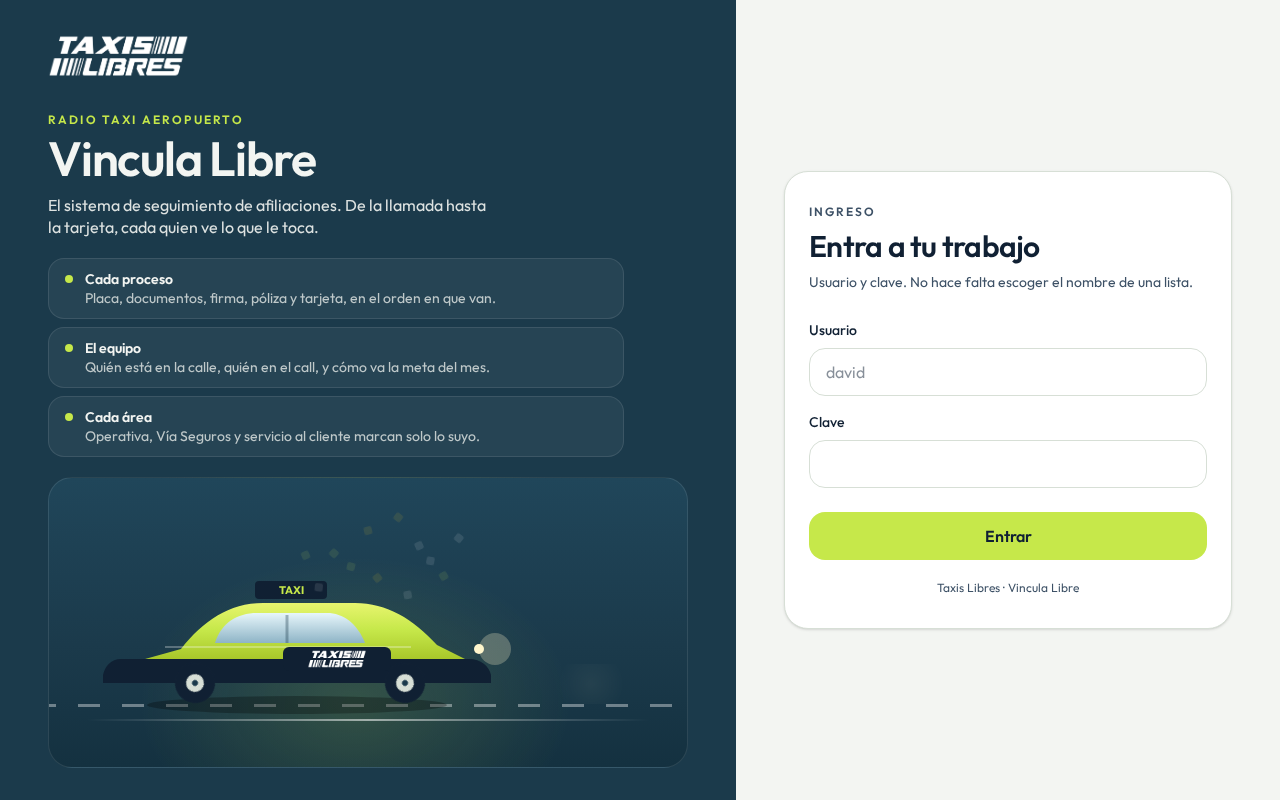 TAXIS
LIBRES
RADIO TAXI AEROPUERTO
Vincula Libre
El sistema de seguimiento de afiliaciones. De la llamada hasta
la tarjeta, cada quien ve lo que le toca.
Cada proceso
Placa, documentos, firma, póliza y tarjeta, en el orden en que van.
El equipo
Quién está en la calle, quién en el call, y cómo va la meta del mes.
Cada área
Operativa, Vía Seguros y servicio al cliente marcan solo lo suyo.
TAXI
TAXIS
LIBRES
INGRESO
Entra a tu trabajo
Usuario y clave. No hace falta escoger el nombre de una lista.
Usuario
david
Clave
Entrar
Taxis Libres · Vincula Libre